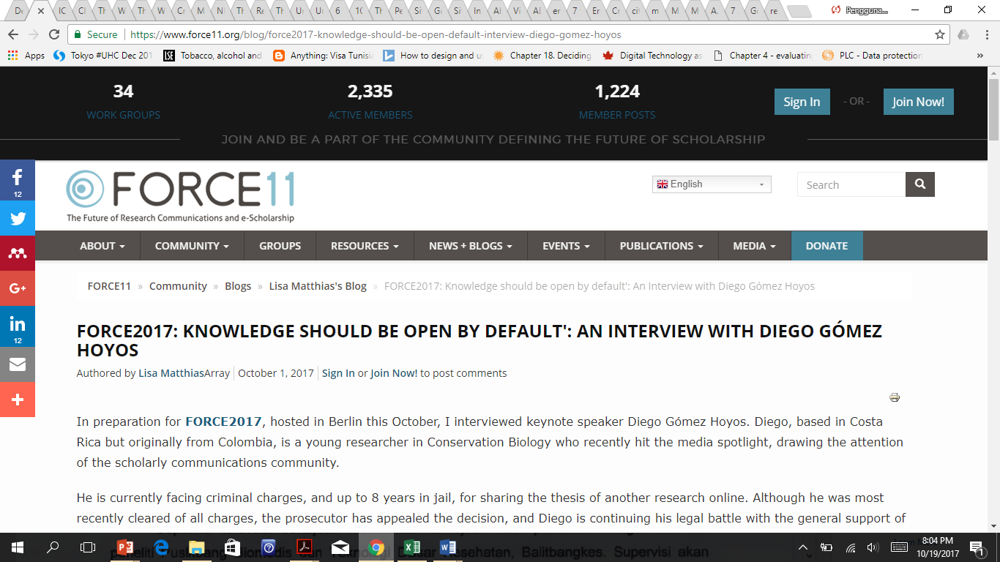 De
IC
Cl
Th
W
Th
W
Cr
M
NI
Th
Re
Th
Ur
Ur
6
10
Th
Pe
Sit
Gu
Sit
In
Al
Vi
Al
er
7
Er
Cr
cit
m
M
M
A.
7
G
re
Pengguna...
Secure https://www.force11.org/blog/force2017-knowledge-should-be-open-default-interview-diego-gomez-hoyos
Apps Tokyo #UHC Dec 201 LSE Tobacco, alcohol and Anything: Visa Tunisia How to design and us Chapter 18. Deciding Digital Technology as Chapter 4 - evaluatin PLC - Data protection »
34 2,335 1,224
WORK GROUPS ACTIVE MEMBERS MEMBER POSTS
Sign In - OR - Join Now!
JOIN AND BE A PART OF THE COMMUNITY DEFINING THE FUTURE OF SCHOLARSHIP
12
G+
in
12
FORCE11
The Future of Research Communications and e-Scholarship
English
Search
ABOUT COMMUNITY GROUPS RESOURCES NEWS + BLOGS EVENTS PUBLICATIONS MEDIA DONATE
FORCE11 » Community » Blogs » Lisa Matthias's Blog » FORCE2017: Knowledge should be open by default': An Interview with Diego Gómez Hoyos
FORCE2017: KNOWLEDGE SHOULD BE OPEN BY DEFAULT': AN INTERVIEW WITH DIEGO GÓMEZ
HOYOS
Authored by Lisa MatthiasArray October 1, 2017 Sign In or Join Now! to post comments
In preparation for FORCE2017, hosted in Berlin this October, I interviewed keynote speaker Diego Gómez Hoyos. Diego, based in Costa
Rica but originally from Colombia, is a young researcher in Conservation Biology who recently hit the media spotlight, drawing the attention
of the scholarly communications community.
He is currently facing criminal charges, and up to 8 years in jail, for sharing the thesis of another research online. Although he was most
recently cleared of all charges, the prosecutor has appealed the decision, and Diego is continuing his legal battle with the general support of
Kesehatan, Balitbangkes. Supervisi akan
8:04 PM
10/19/2017
1